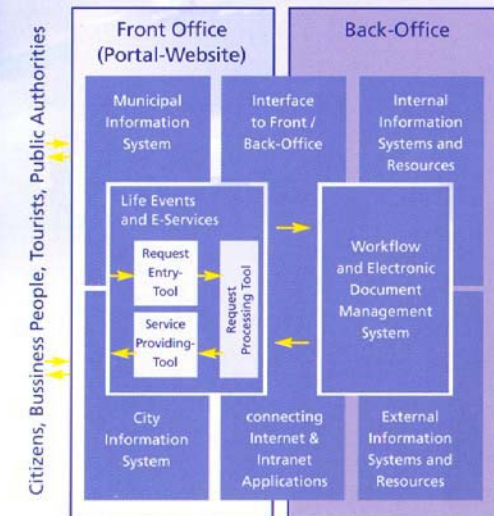 Front Office
(Portal-Website)
Back-Office
Citizens, Bussiness People, Tourists, Public Authorities
Municipal
Information
System
Interface
to Front /
Back-Office
Internal
Information
Systems and
Resources
Life Events
and E-Services
Request
Entry-
Tool
Service
Providing-
Tool
Request
Processing Tool
Workflow
and Electronic
Document
Management
System
City
Information
System
connecting
Internet &
Intranet
Applications
External
Information
Systems and
Resources